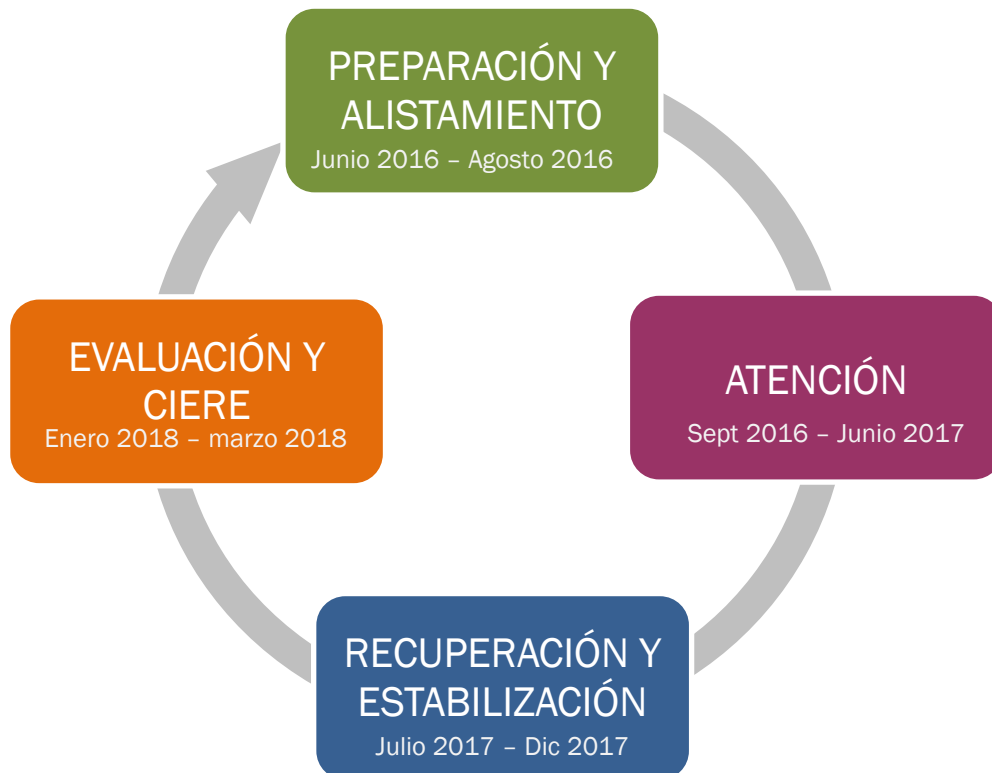 PREPARACIÓN Y
ALISTAMIENTO
Junio 2016 – Agosto 2016
ATENCIÓN
Sept 2016 – Junio 2017
RECUPERACIÓN Y
ESTABILIZACIÓN
Julio 2017 – Dic 2017
EVALUACIÓN Y
CIERE
Enero 2018 – marzo 2018